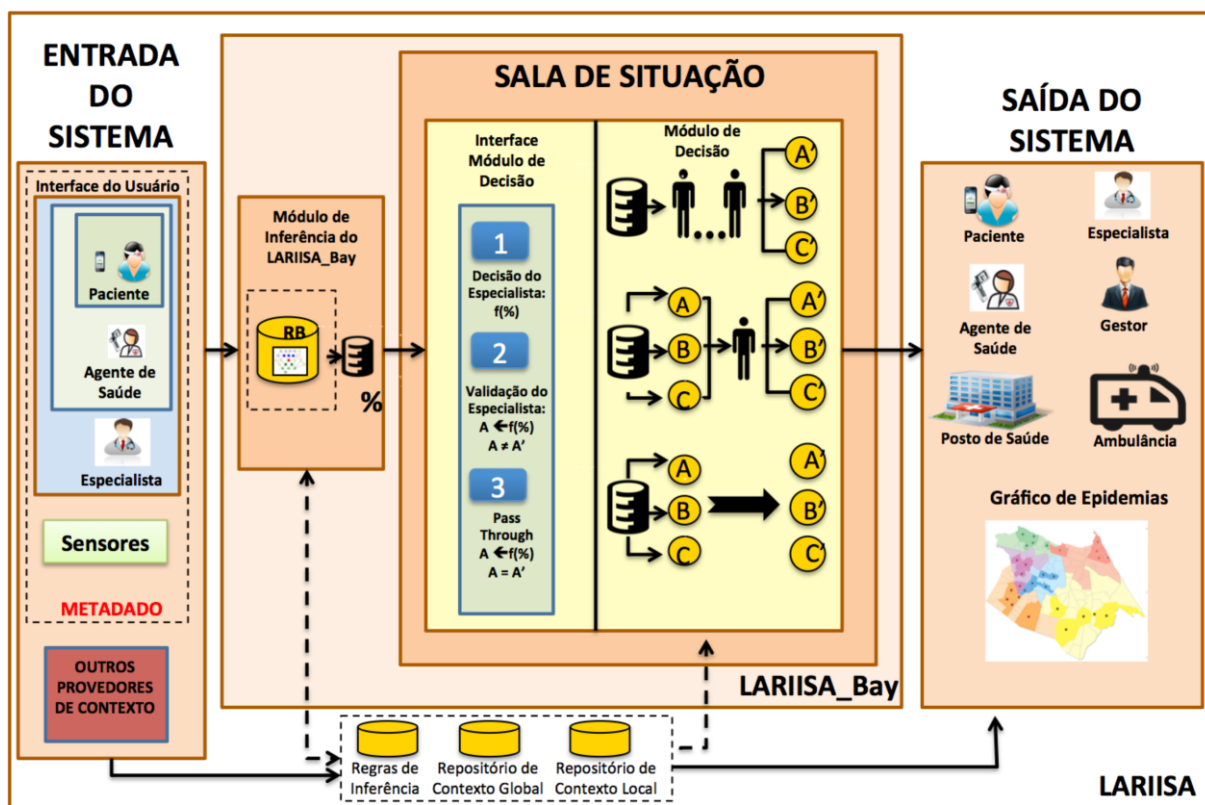 ENTRADA
DO
SISTEMA
Interface do Usuário
Paciente
Agente de
Saúde
Especialista
Sensores
METADADO
OUTROS
PROVEDORES
DE CONTEXTO
Módulo de
Inferência do
LARIISA_Bay
RB
%
SALA DE SITUAÇÃO
Interface
Módulo de
Decisão
1
Decisão do
Especialista:
f(%)
2
Validação do
Especialista:
A ←f(%)
A ≠ A’
3
Pass
Through
A ←f(%)
A = A’
Módulo de
Decisão
A’
B’
C’
A
B
C
A’
B’
C’
A
B
C
A’
B’
C’
LARIISA_Bay
SAÍDA DO
SISTEMA
Paciente
Especialista
Agente de
Saúde
Gestor
Posto de Saúde
Ambulância
Gráfico de Epidemias
Regras de
Inferência
Repositório de
Contexto Global
Repositório de
Contexto Local
LARIISA